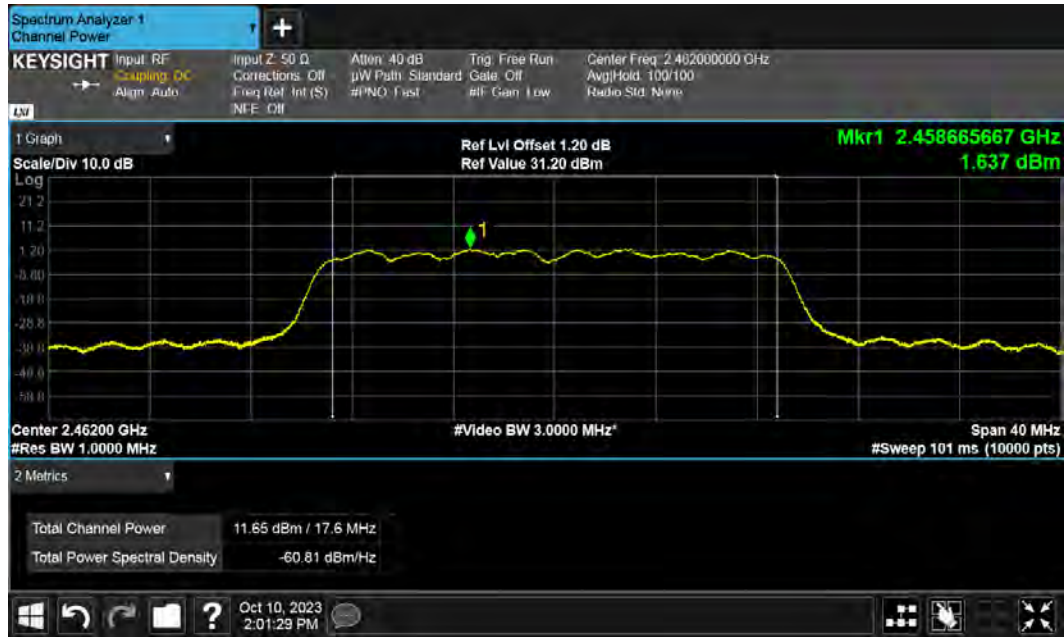 Spectrum Analyzer 1
Channel Power
+
KEYSIGHT Input: RF
Coupling: DC
Align: Auto
Input Z: 50 Ω
Corrections: Off
Freq Ref: Int (S)
NFE: Off
Atten: 40 dB
µW Path: Standard
#PNO: Fast
Trig: Free Run
Gate: Off
#IF Gain: Low
Center Freq: 2.462000000 GHz
Avg|Hold: 100/100
Radio Std: None
LXI
1 Graph
Scale/Div 10.0 dB
Ref Lvl Offset 1.20 dB
Ref Value 31.20 dBm
Mkr1 2.458665667 GHz
1.637 dBm
Log
21.2
11.2
1.20
-8.80
-18.8
-28.8
-38.8
-48.8
-58.8
1
Center 2.46200 GHz
#Res BW 1.0000 MHz
#Video BW 3.0000 MHz*
Span 40 MHz
#Sweep 101 ms (10000 pts)
2 Metrics
Total Channel Power 11.65 dBm / 17.6 MHz
Total Power Spectral Density -60.81 dBm/Hz
?
Oct 10, 2023
2:01:29 PM